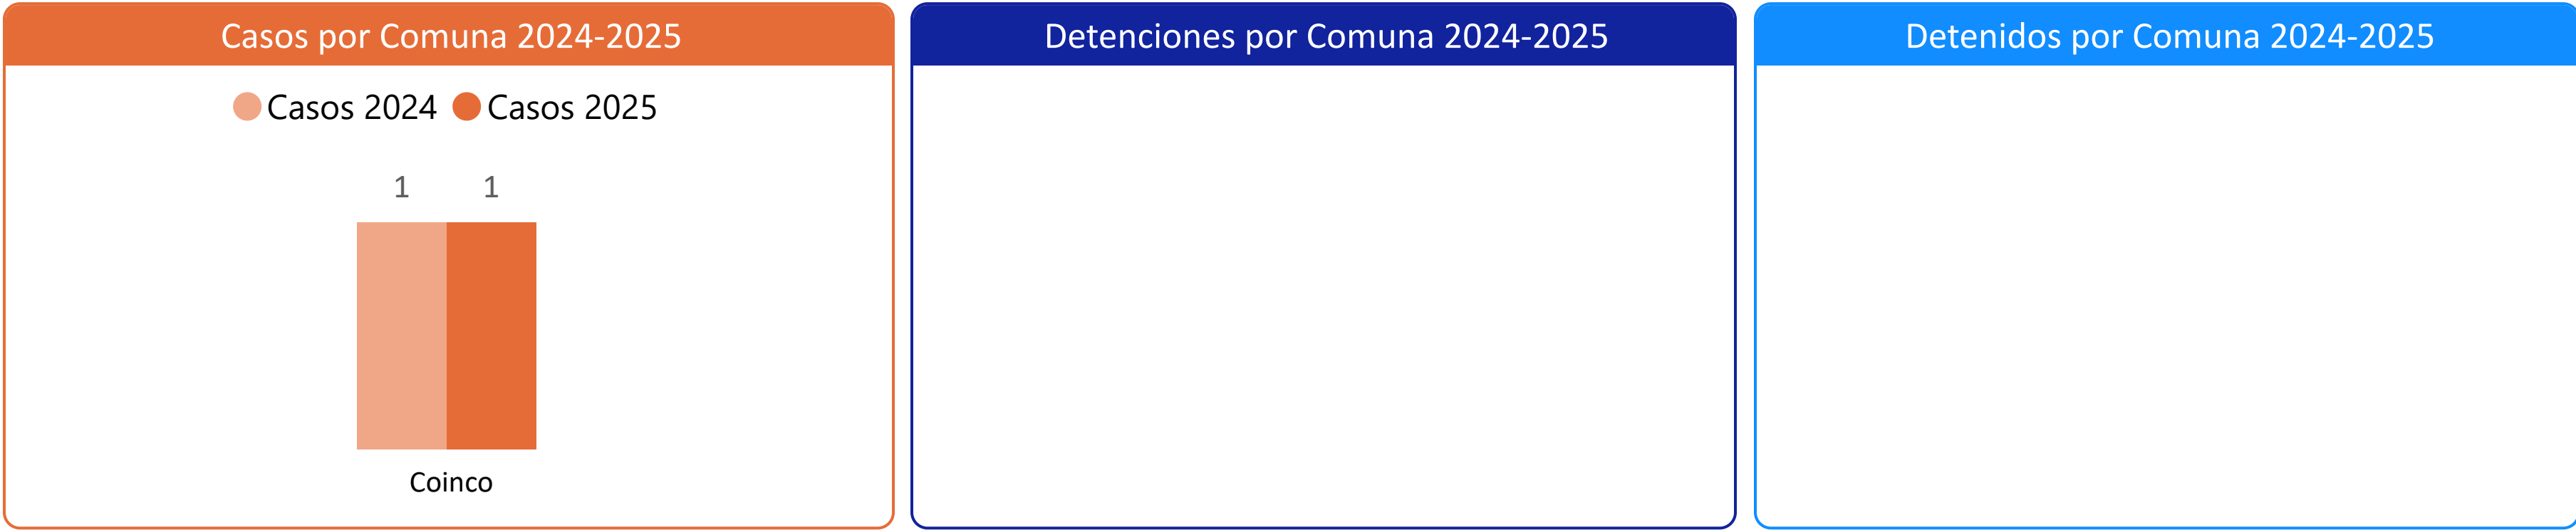 Casos por Comuna 2024-2025
Casos 2024 Casos 2025
1 1
Coinco
Detenciones por Comuna 2024-2025
Detenidos por Comuna 2024-2025